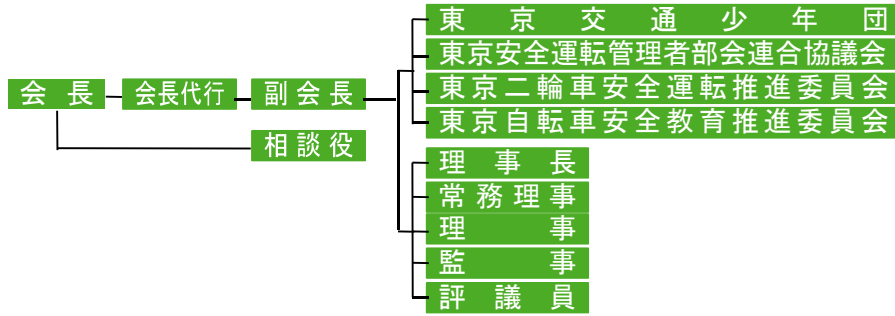 会長
会長代行
副会長
相談役
東京交通少年団
東京安全運転管理者部会連合協議会
東京二輪車安全運転推進委員会
東京自転車安全教育推進委員会
理事長
常務理事
理事
監事
評議員